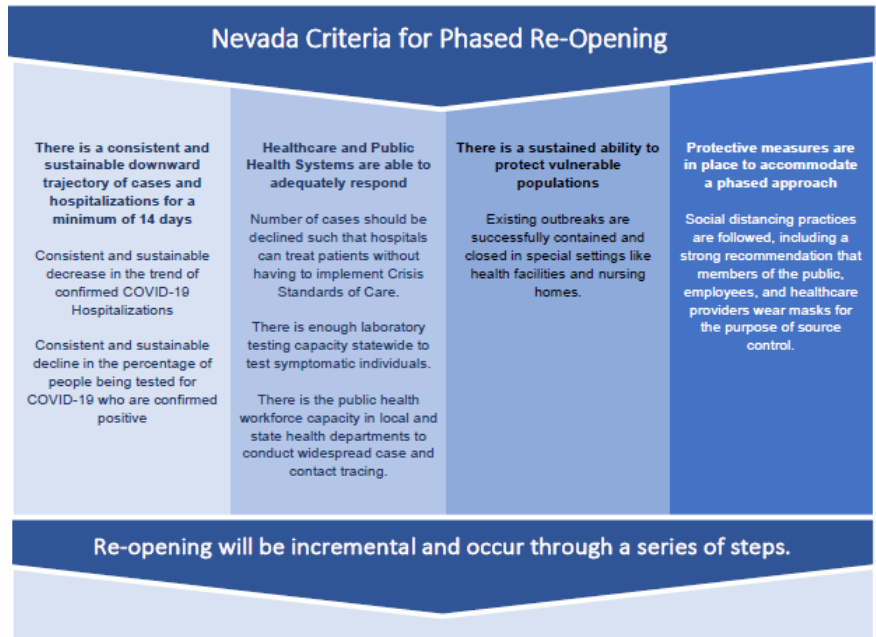 Nevada Criteria for Phased Re-Opening
There is a consistent and
sustainable downward
trajectory of cases and
hospitalizations for a
minimum of 14 days
Consistent and sustainable
decrease in the trend of
confirmed COVID-19
Hospitalizations
Consistent and sustainable
decline in the percentage of
people being tested for
COVID-19 who are confirmed
positive
Healthcare and Public
Health Systems are able to
adequately respond
Number of cases should be
declined such that hospitals
can treat patients without
having to implement Crisis
Standards of Care.
There is enough laboratory
testing capacity statewide to
test symptomatic individuals.
There is the public health
workforce capacity in local and
state health departments to
conduct widespread case and
contact tracing.
There is a sustained ability to
protect vulnerable
populations
Existing outbreaks are
successfully contained and
closed in special settings like
health facilities and nursing
homes.
Protective measures are
in place to accommodate
a phased approach
Social distancing practices
are followed, including a
strong recommendation that
members of the public,
employees, and healthcare
providers wear masks for
the purpose of source
control.
Re-opening will be incremental and occur through a series of steps.